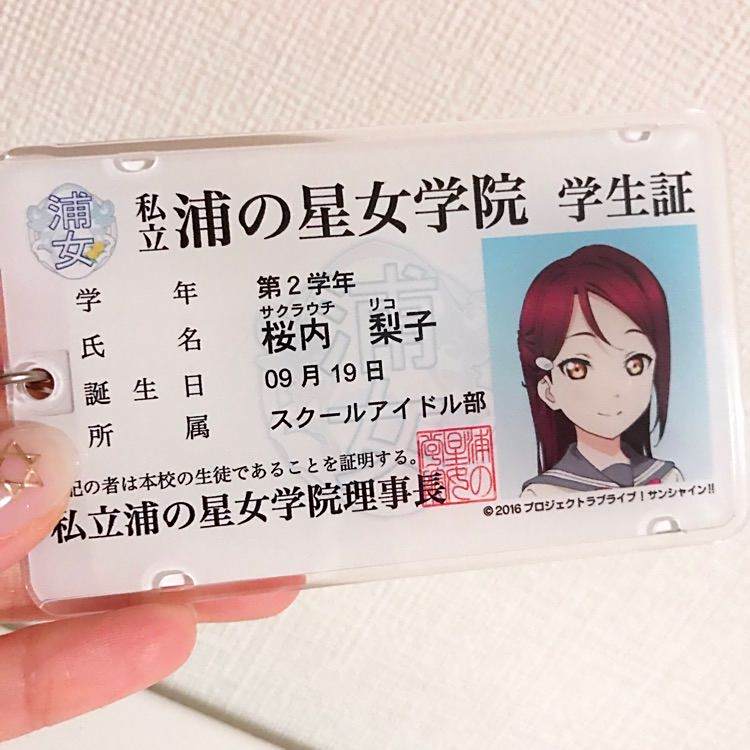 浦女
私立浦の星女学院 学生証
学年 第2学年
サクラウチ リコ
氏名 桜内 梨子
誕生日 09月19日
所属 スクールアイドル部
記の者は本校の生徒であることを証明する。
私立浦の星女学院理事長
©2016 プロジェクトラブライブ!サンシャイン!!